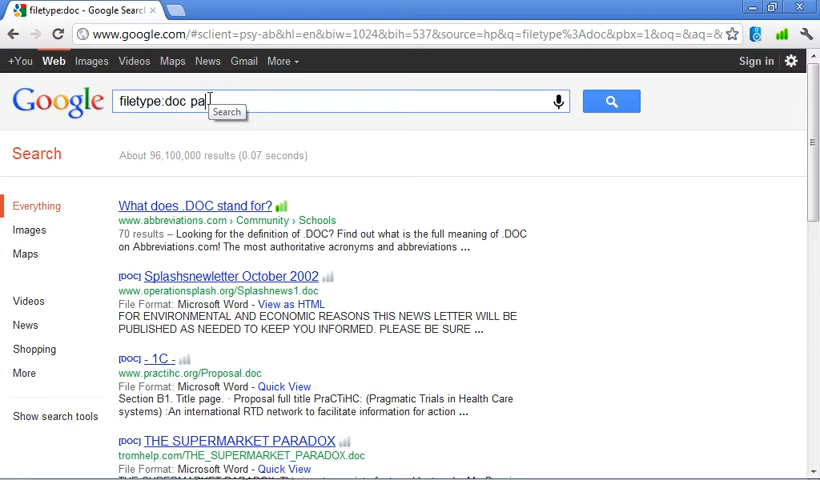 filetype:doc - Google Search
www.google.com/#sclient=psy-ab&hl=en&biw=1024&bih=537&source=hp&q=filetype%3Adoc&pbx=1&oq=&aq=&
+You Web Images Videos Maps News Gmail More Sign in
Google filetype:doc pa
Search
Search About 96,100,000 results (0.07 seconds)
Everything
Images
Maps
Videos
News
Shopping
More
Show search tools
What does .DOC stand for?
www.abbreviations.com › Community › Schools
70 results – Looking for the definition of .DOC? Find out what is the full meaning of .DOC
on Abbreviations.com! The most authoritative acronyms and abbreviations ...
[DOC] Splashsnewletter October 2002
www.operationsplash.org/Splashnews1.doc
File Format: Microsoft Word - View as HTML
FOR ENVIRONMENTAL AND ECONOMIC REASONS THIS NEWS LETTER WILL BE
PUBLISHED AS NEEDED TO KEEP YOU INFORMED. PLEASE BE SURE ...
[DOC] - 1C -
www.practihc.org/Proposal.doc
File Format: Microsoft Word - Quick View
Section B1. Title page. · Proposal full title PraCTiHC: (Pragmatic Trials in Health Care
systems) :An international RTD network to facilitate information for action ...
[DOC] THE SUPERMARKET PARADOX
tromhelp.com/THE_SUPERMARKET_PARADOX.doc
File Format: Microsoft Word - Quick View